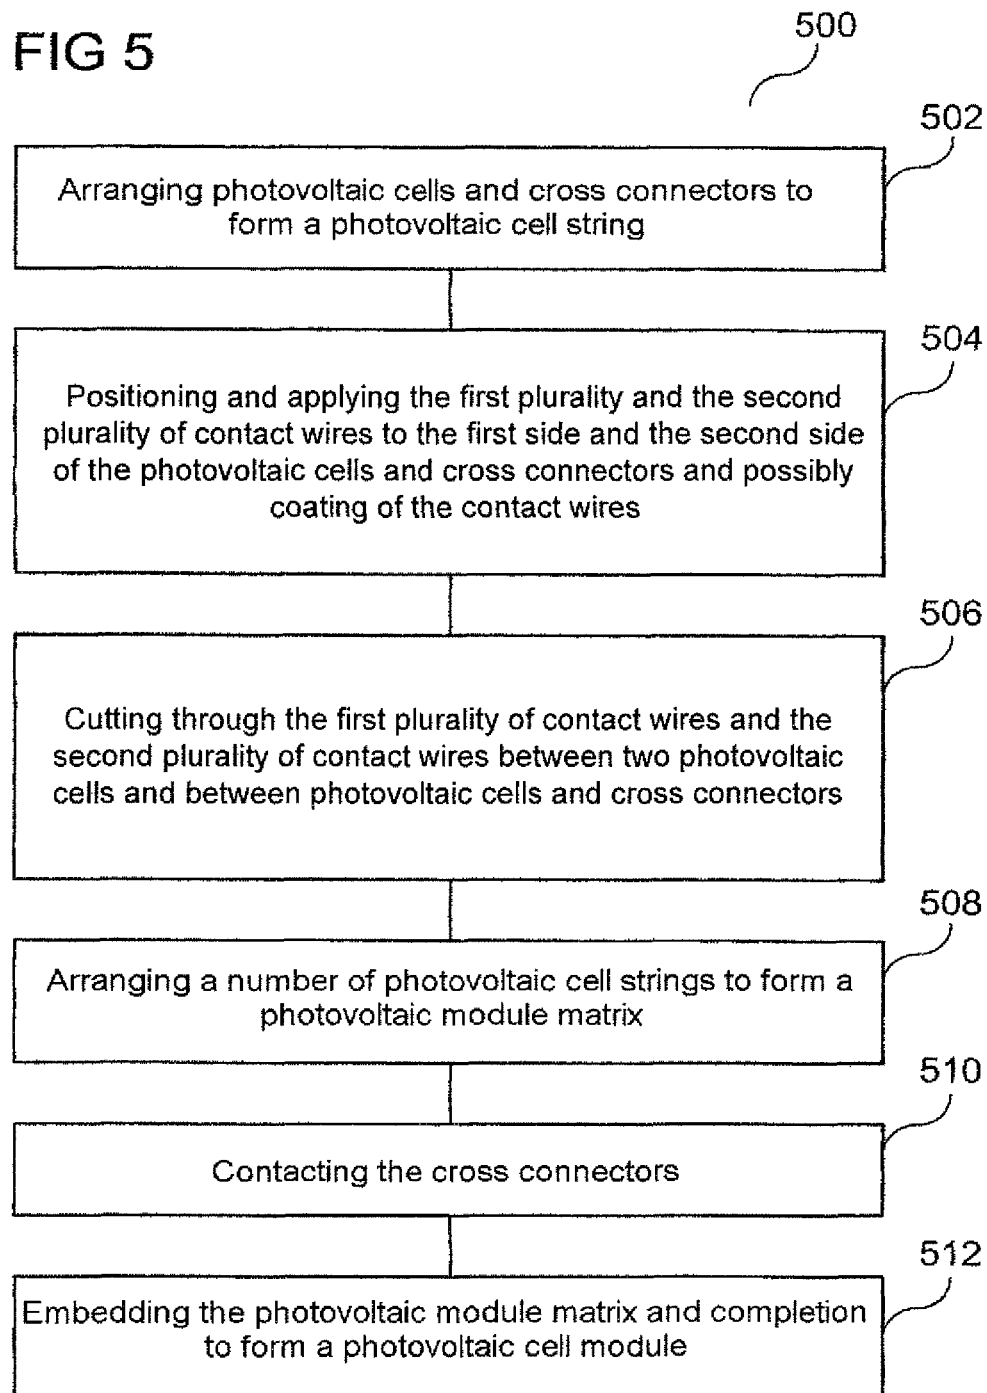 FIG 5
500
502
Arranging photovoltaic cells and cross connectors to
form a photovoltaic cell string
504
Positioning and applying the first plurality and the second
plurality of contact wires to the first side and the second side
of the photovoltaic cells and cross connectors and possibly
coating of the contact wires
506
Cutting through the first plurality of contact wires and the
second plurality of contact wires between two photovoltaic
cells and between photovoltaic cells and cross connectors
508
Arranging a number of photovoltaic cell strings to form a
photovoltaic module matrix
510
Contacting the cross connectors
512
Embedding the photovoltaic module matrix and completion
to form a photovoltaic cell module